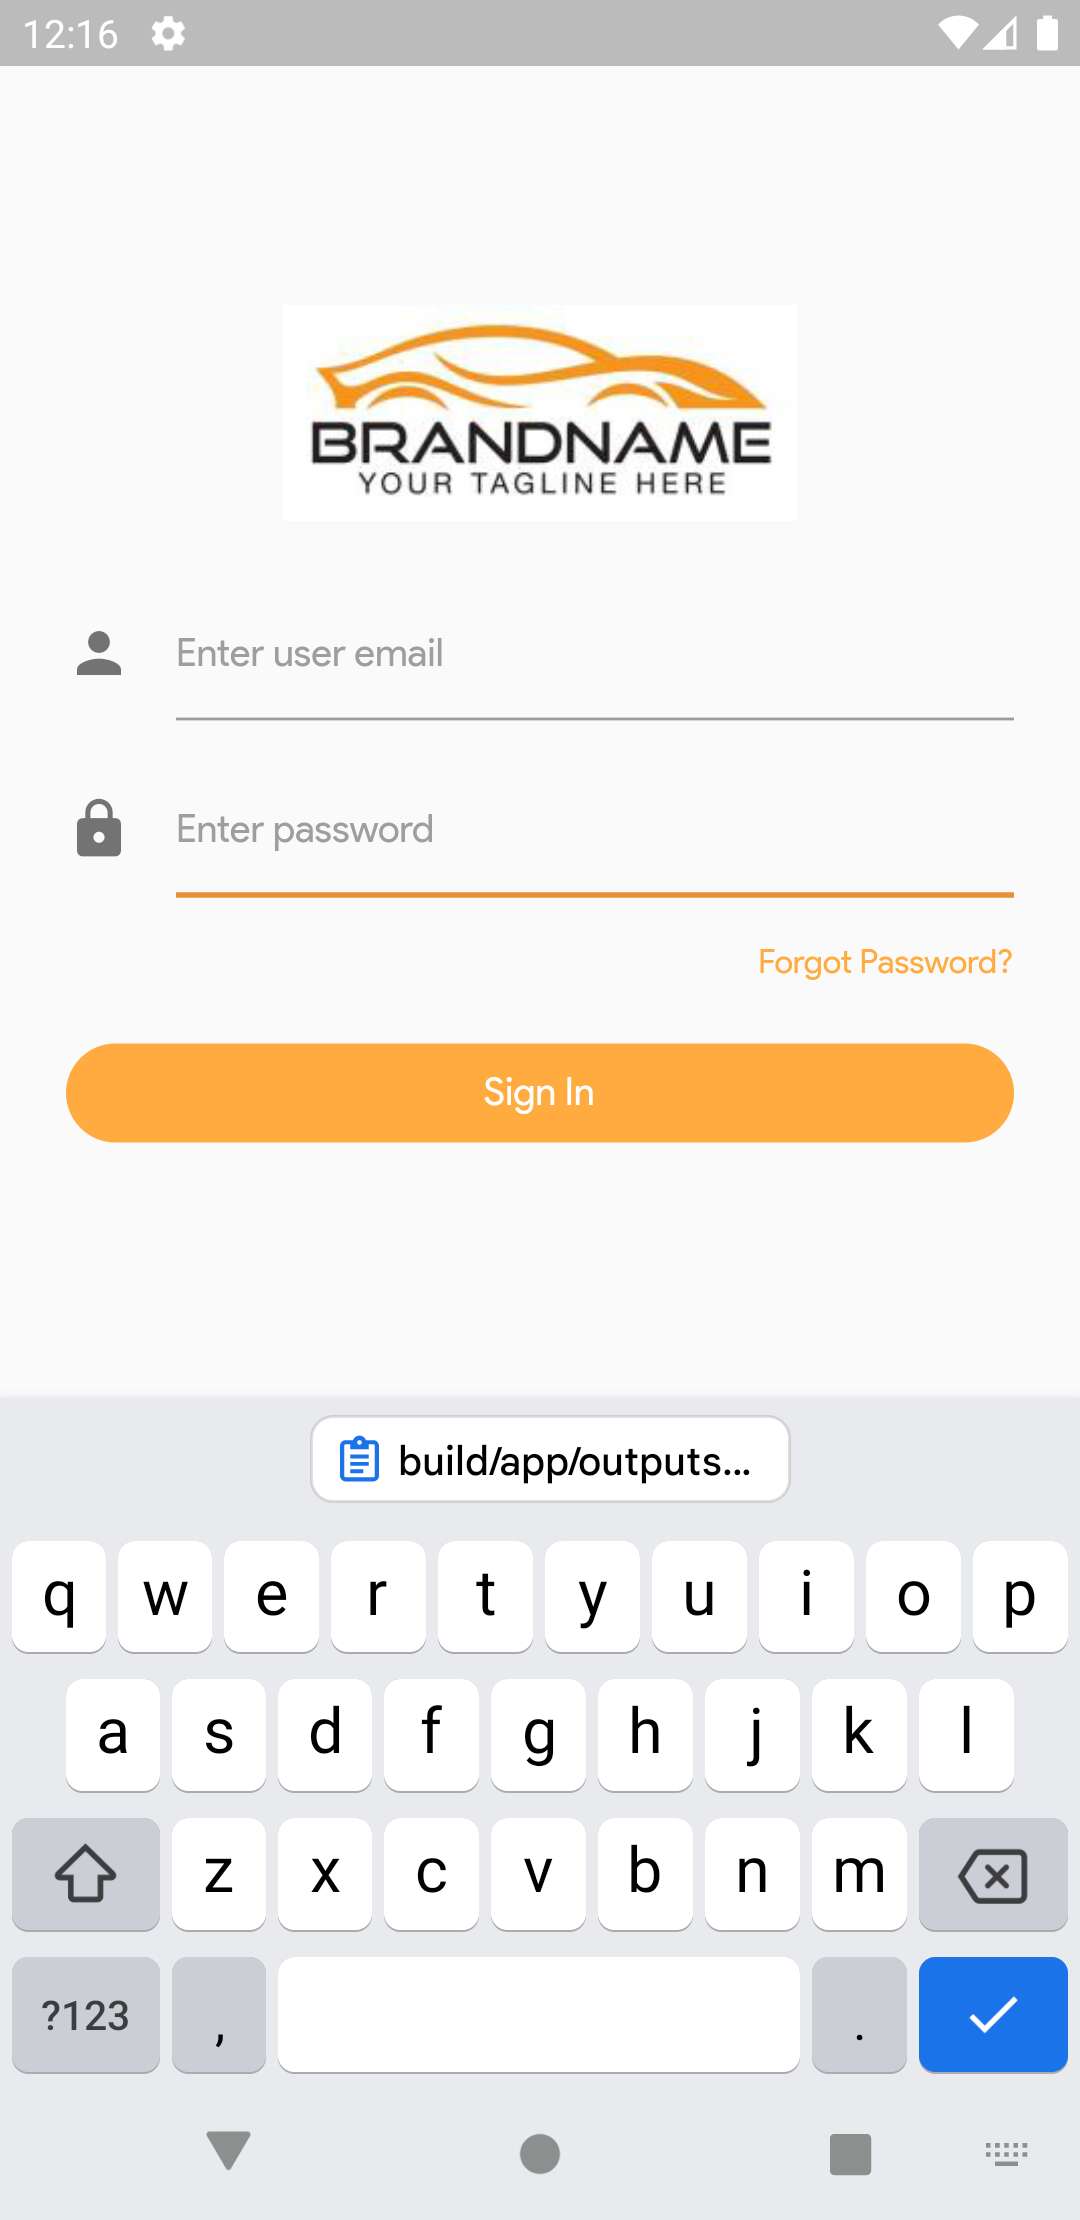 12:16
BRANDNAME
YOUR TAGLINE HERE
Enter user email
Enter password
Forgot Password?
Sign In
build/app/outputs...
q w e r t y u i o p
a s d f g h j k l
z x c v b n m
?123 , .